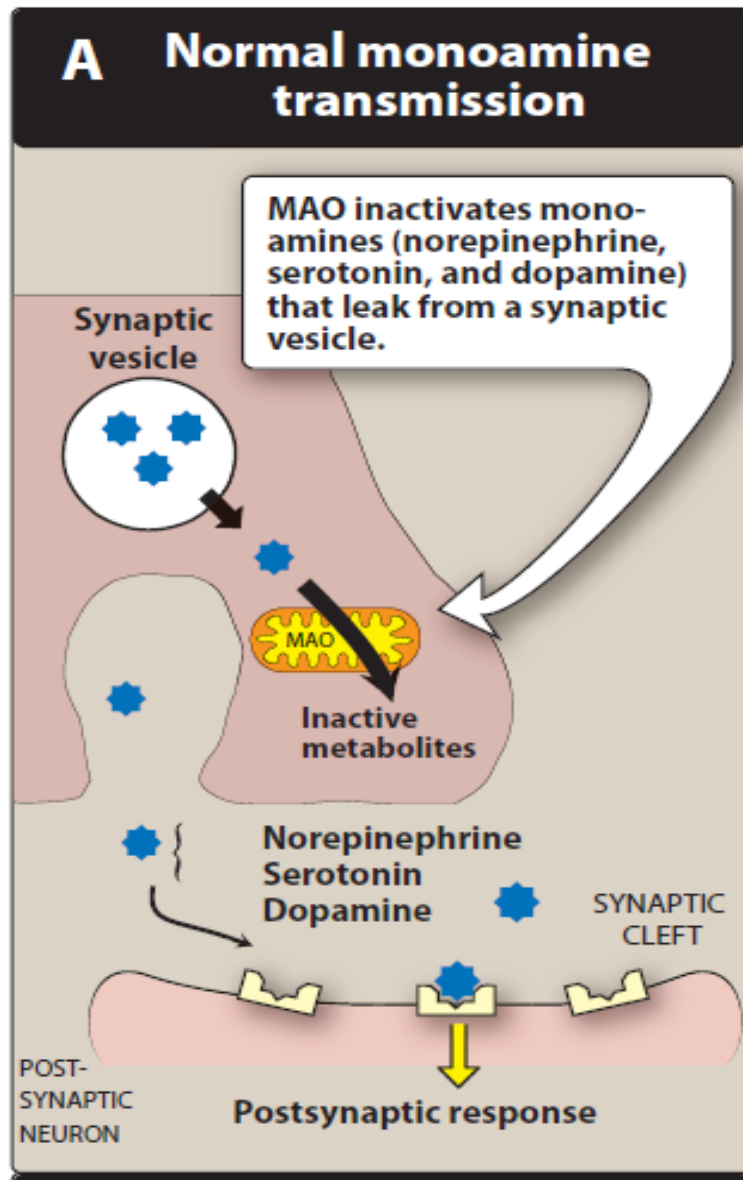 A Normal monoamine
transmission
MAO inactivates mono-
amines (norepinephrine,
serotonin, and dopamine)
that leak from a synaptic
vesicle.
Synaptic
vesicle
MAO
Inactive
metabolites
Norepinephrine
Serotonin
Dopamine
SYNAPTIC
CLEFT
POST-
SYNAPTIC
NEURON
Postsynaptic response